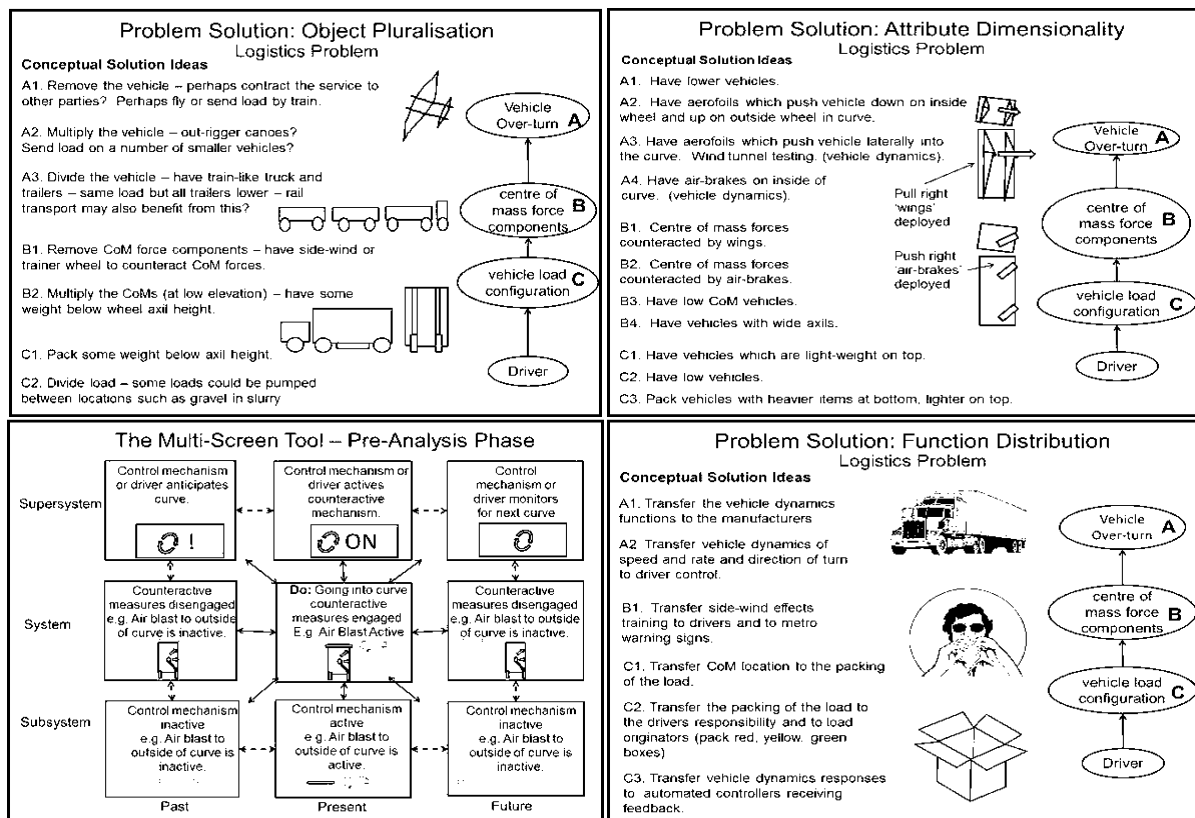 Problem Solution: Object Pluralisation
Logistics Problem
Conceptual Solution Ideas
A1. Remove the vehicle – perhaps contract the service to
other parties? Perhaps fly or send load by train.
A2. Multiply the vehicle – out-rigger canoes?
Send load on a number of smaller vehicles?
A3. Divide the vehicle – have train-like truck and
trailers – same load but all trailers lower – rail
transport may also benefit from this?
B1. Remove CoM force components – have side-wind or
trainer wheel to counteract CoM forces.
B2. Multiply the CoMs (at low elevation) – have some
weight below wheel axil height.
C1. Pack some weight below axil height.
C2. Divide load – some loads could be pumped
between locations such as gravel in slurry
Vehicle
Over-turn
A
centre of
mass force
components
B
vehicle load
configuration
C
Driver
Problem Solution: Attribute Dimensionality
Logistics Problem
Conceptual Solution Ideas
A1. Have lower vehicles.
A2. Have aerofoils which push vehicle down on inside
wheel and up on outside wheel in curve.
A3. Have aerofoils which push vehicle laterally into
the curve. Wind tunnel testing. (vehicle dynamics).
A4. Have air-brakes on inside of
curve. (vehicle dynamics).
B1. Centre of mass forces
counteracted by wings.
B2. Centre of mass forces
counteracted by air-brakes.
B3. Have low CoM vehicles.
B4. Have vehicles with wide axils.
C1. Have vehicles which are light-weight on top.
C2. Have low vehicles.
C3. Pack vehicles with heavier items at bottom, lighter on top.
Pull right
'wings'
deployed
Push right
'air-brakes'
deployed
Vehicle
Over-turn
A
centre of
mass force
components
B
vehicle load
configuration
C
Driver
The Multi-Screen Tool – Pre-Analysis Phase
Supersystem
Control mechanism
or driver anticipates
curve.
!
Control mechanism or
driver actives
counteractive
mechanism.
ON
Control
mechanism or
driver monitors
for next curve
System
Counteractive
measures disengaged
e.g. Air blast to outside
of curve is inactive.
Do: Going into curve
counteractive
measures engaged
E.g Air Blast Active
Counteractive
measures disengaged
e.g. Air blast to outside
of curve is inactive.
Subsystem
Control mechanism
inactive
e.g. Air blast to
outside of curve is
inactive.
Control mechanism
active
e.g. Air blast to
outside of curve is
active.
Control mechanism
inactive
e.g. Air blast to
outside of curve is
inactive.
Past
Present
Future
Problem Solution: Function Distribution
Logistics Problem
Conceptual Solution Ideas
A1. Transfer the vehicle dynamics
functions to the manufacturers
A2 Transfer vehicle dynamics of
speed and rate and direction of turn
to driver control.
B1. Transfer side-wind effects
training to drivers and to metro
warning signs.
C1. Transfer CoM location to the packing
of the load.
C2. Transfer the packing of the load to
the drivers responsibility and to load
originators (pack red, yellow, green
boxes)
C3. Transfer vehicle dynamics responses
to automated controllers receiving
feedback.
Vehicle
Over-turn
A
centre of
mass force
components
B
vehicle load
configuration
C
Driver